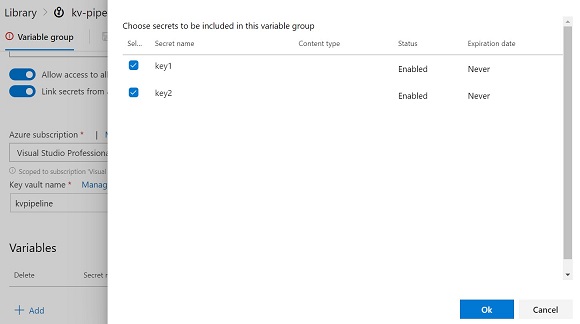 Library > kv-pipe
Variable group
Allow access to all
Link secrets from
Azure subscription * |
Visual Studio Professiona
Scoped to subscription 'Visual
Key vault name * Manag
kvpipeline
Variables
Delete Secret n
+ Add
Choose secrets to be included in this variable group
Sel... Secret name Content type Status Expiration date
key1 Enabled Never
key2 Enabled Never
Ok Cancel